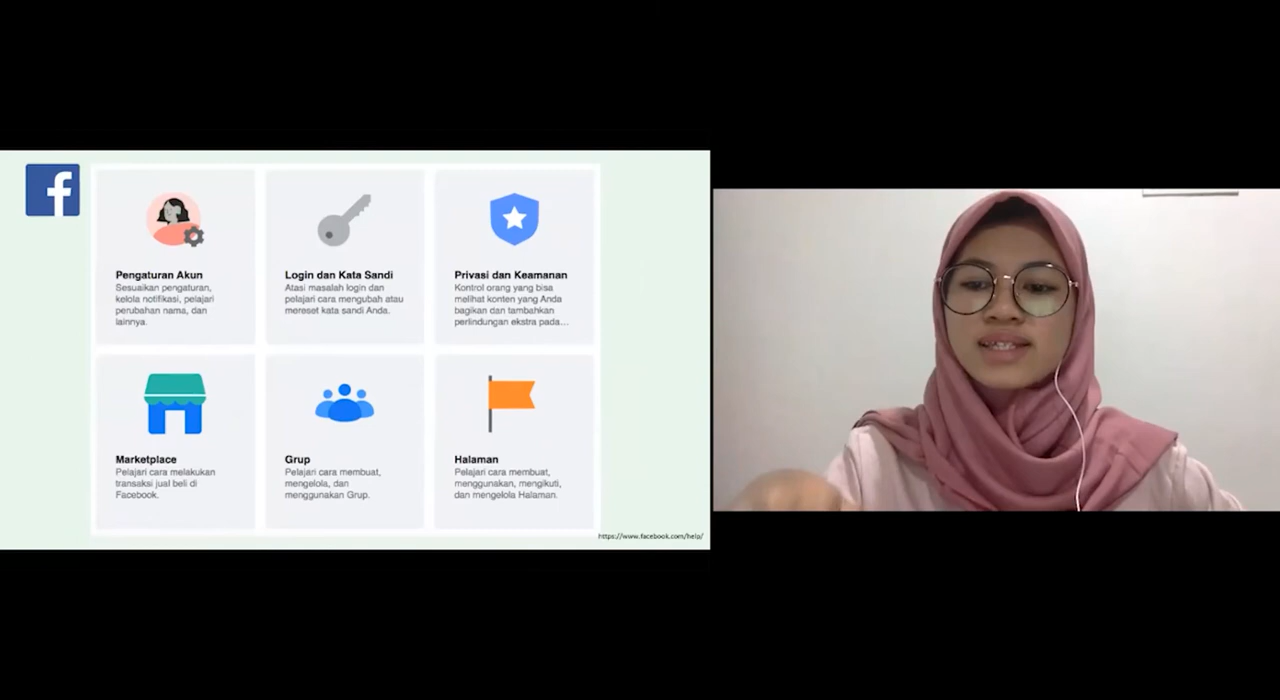 Pengaturan Akun
Sesuaikan pengaturan,
kelola notifikasi, pelajari
perubahan nama, dan
lainnya.
Login dan Kata Sandi
Atasi masalah login dan
pelajari cara mengubah atau
mereset kata sandi Anda.
Privasi dan Keamanan
Kontrol orang yang bisa
melihat konten yang Anda
bagikan dan tambahkan
perlindungan ekstra pada...
Marketplace
Pelajari cara melakukan
transaksi jual beli di
Facebook.
Grup
Pelajari cara membuat,
mengelola, dan
menggunakan Grup.
Halaman
Pelajari cara membuat,
menggunakan, mengikuti,
dan mengelola Halaman.
https://www.facebook.com/help/